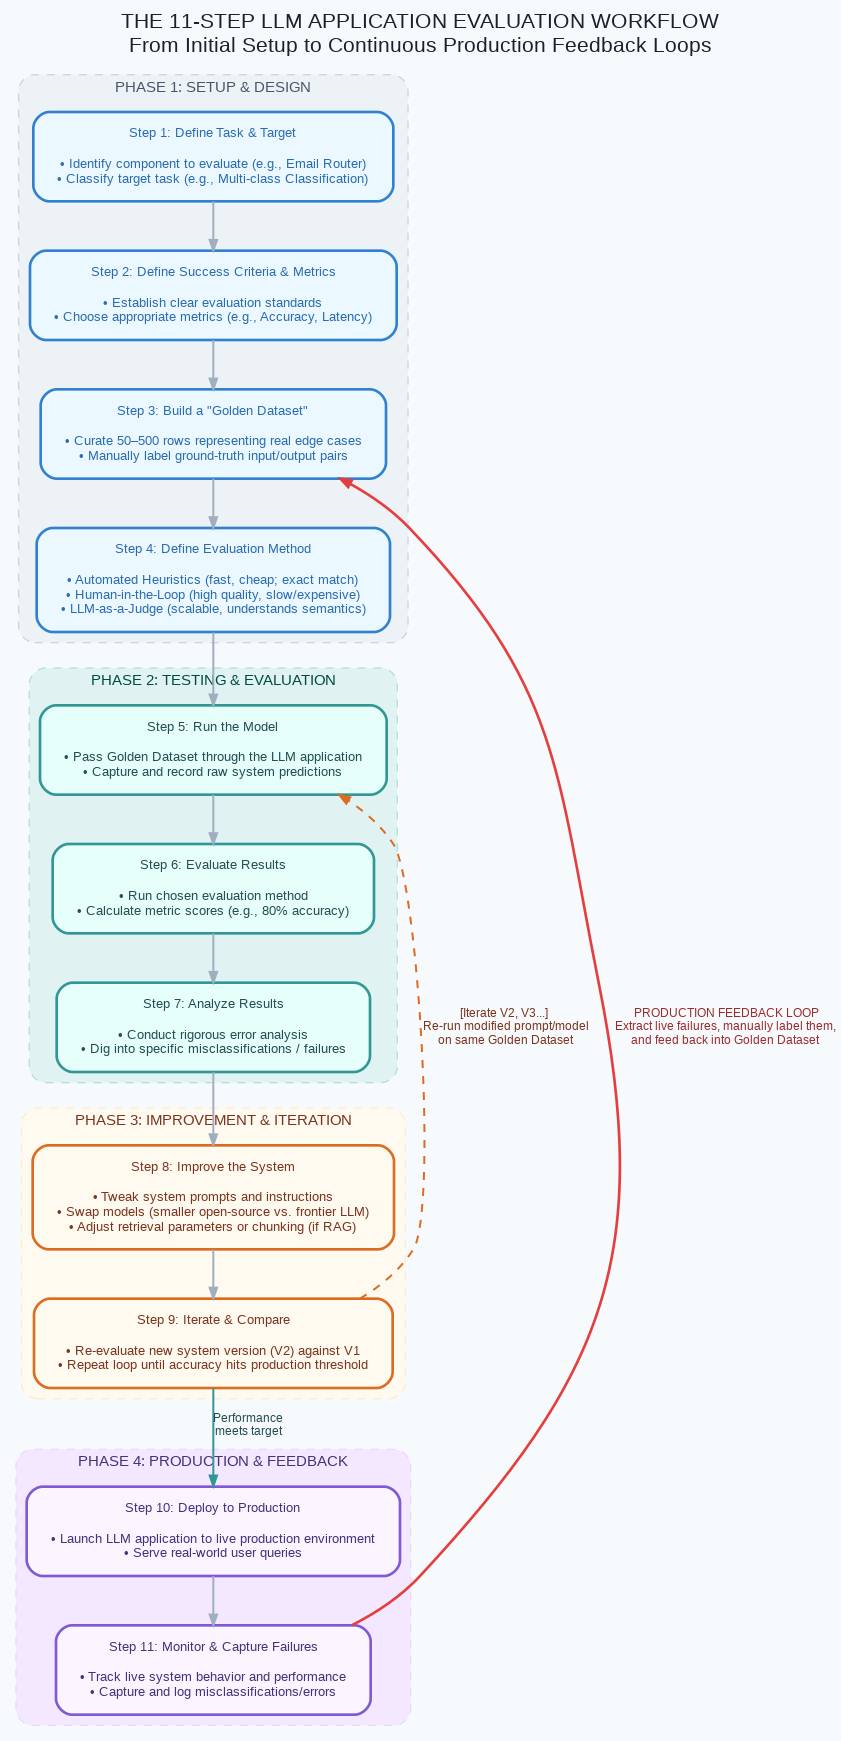 THE 11-STEP LLM APPLICATION EVALUATION WORKFLOW
From Initial Setup to Continuous Production Feedback Loops
PHASE 1: SETUP & DESIGN
Step 1: Define Task & Target
• Identify component to evaluate (e.g., Email Router)
• Classify target task (e.g., Multi-class Classification)
Step 2: Define Success Criteria & Metrics
• Establish clear evaluation standards
• Choose appropriate metrics (e.g., Accuracy, Latency)
Step 3: Build a "Golden Dataset"
• Curate 50–500 rows representing real edge cases
• Manually label ground-truth input/output pairs
Step 4: Define Evaluation Method
• Automated Heuristics (fast, cheap; exact match)
• Human-in-the-Loop (high quality, slow/expensive)
• LLM-as-a-Judge (scalable, understands semantics)
PHASE 2: TESTING & EVALUATION
Step 5: Run the Model
• Pass Golden Dataset through the LLM application
• Capture and record raw system predictions
Step 6: Evaluate Results
• Run chosen evaluation method
• Calculate metric scores (e.g., 80% accuracy)
Step 7: Analyze Results
• Conduct rigorous error analysis
• Dig into specific misclassifications / failures
[Iterate V2, V3...]
Re-run modified prompt/model
on same Golden Dataset
PRODUCTION FEEDBACK LOOP
Extract live failures, manually label them,
and feed back into Golden Dataset
PHASE 3: IMPROVEMENT & ITERATION
Step 8: Improve the System
• Tweak system prompts and instructions
• Swap models (smaller open-source vs. frontier LLM)
• Adjust retrieval parameters or chunking (if RAG)
Step 9: Iterate & Compare
• Re-evaluate new system version (V2) against V1
• Repeat loop until accuracy hits production threshold
Performance
meets target
PHASE 4: PRODUCTION & FEEDBACK
Step 10: Deploy to Production
• Launch LLM application to live production environment
• Serve real-world user queries
Step 11: Monitor & Capture Failures
• Track live system behavior and performance
• Capture and log misclassifications/errors